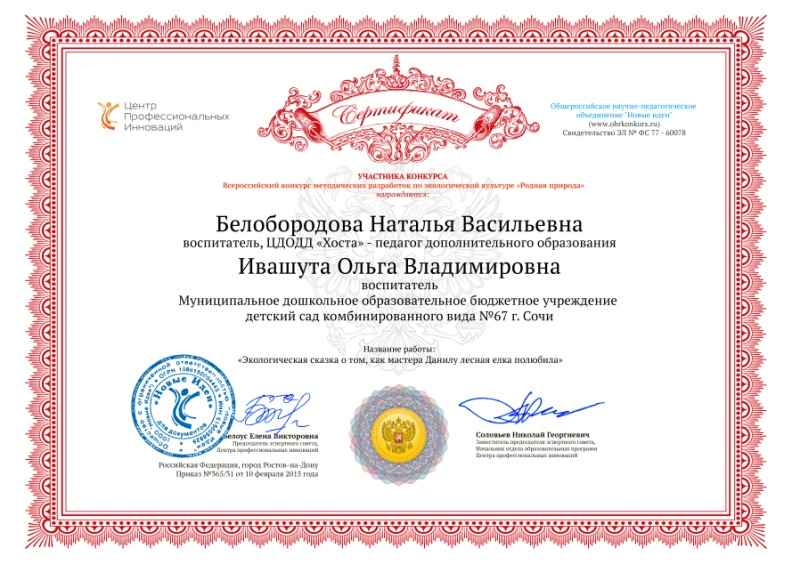 Центр
Профессиональных
Инноваций
Сертификат
Общероссийское научно-педагогическое
объединение "Новые идеи"
(www.obrkonkurs.ru)
Свидетельство ЭЛ № ФС 77 - 60078
УЧАСТНИКА КОНКУРСА
Всероссийский конкурс методических разработок по экологической культуре «Родная природа»
награждаются:
Белобородова Наталья Васильевна
воспитатель, ЦДОДД «Хоста» - педагог дополнительного образования
Ивашута Ольга Владимировна
воспитатель
Муниципальное дошкольное образовательное бюджетное учреждение
детский сад комбинированного вида №67 г. Сочи
Название работы:
«Экологическая сказка о том, как мастера Данилу лесная елка полюбила»
«Новые Идеи»
для документов
Белоус Елена Викторовна
Председатель эспертного совета,
Центра профессиональных инноваций
Российская Федерация, город Ростов-на-Дону
Приказ №365/31 от 10 февраля 2015 года
Соловьев Николай Георгиевич
Заместитель председателя эспертного совета,
Начальник отдела образовательных программ
Центра профессиональных инноваций